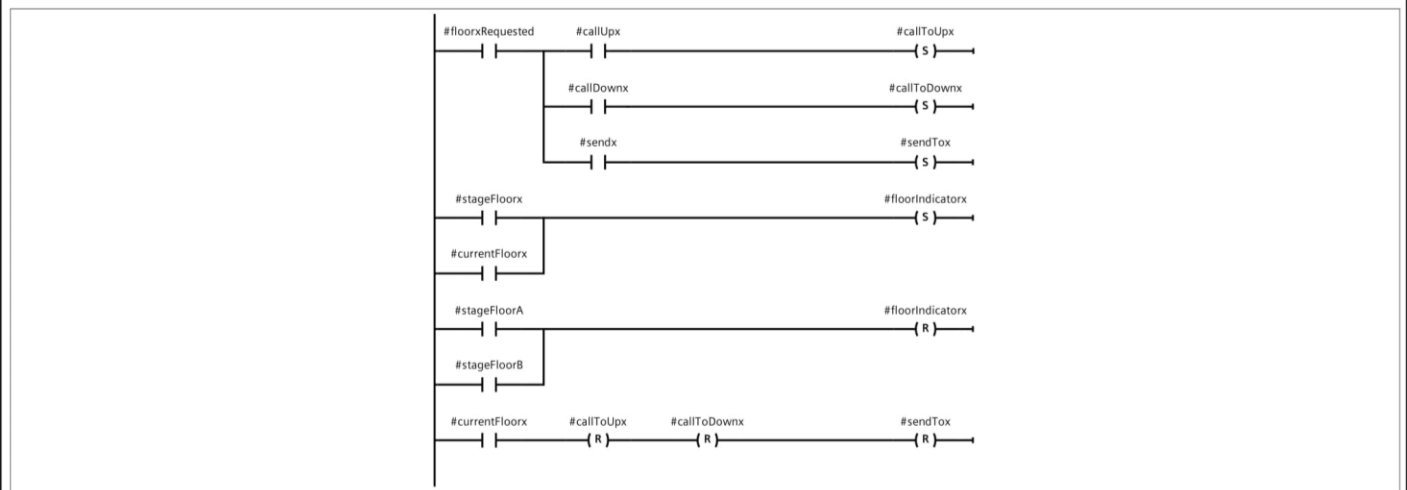 #floorxRequested #callUpx #callToUpx
S
#callDownx #callToDownx
S
#sendx #sendTox
S
#stageFloorx #floorIndicatorx
S
#currentFloorx
#stageFloorA #floorIndicatorx
R
#stageFloorB
#currentFloorx #callToUpx #callToDownx #sendTox
R R R